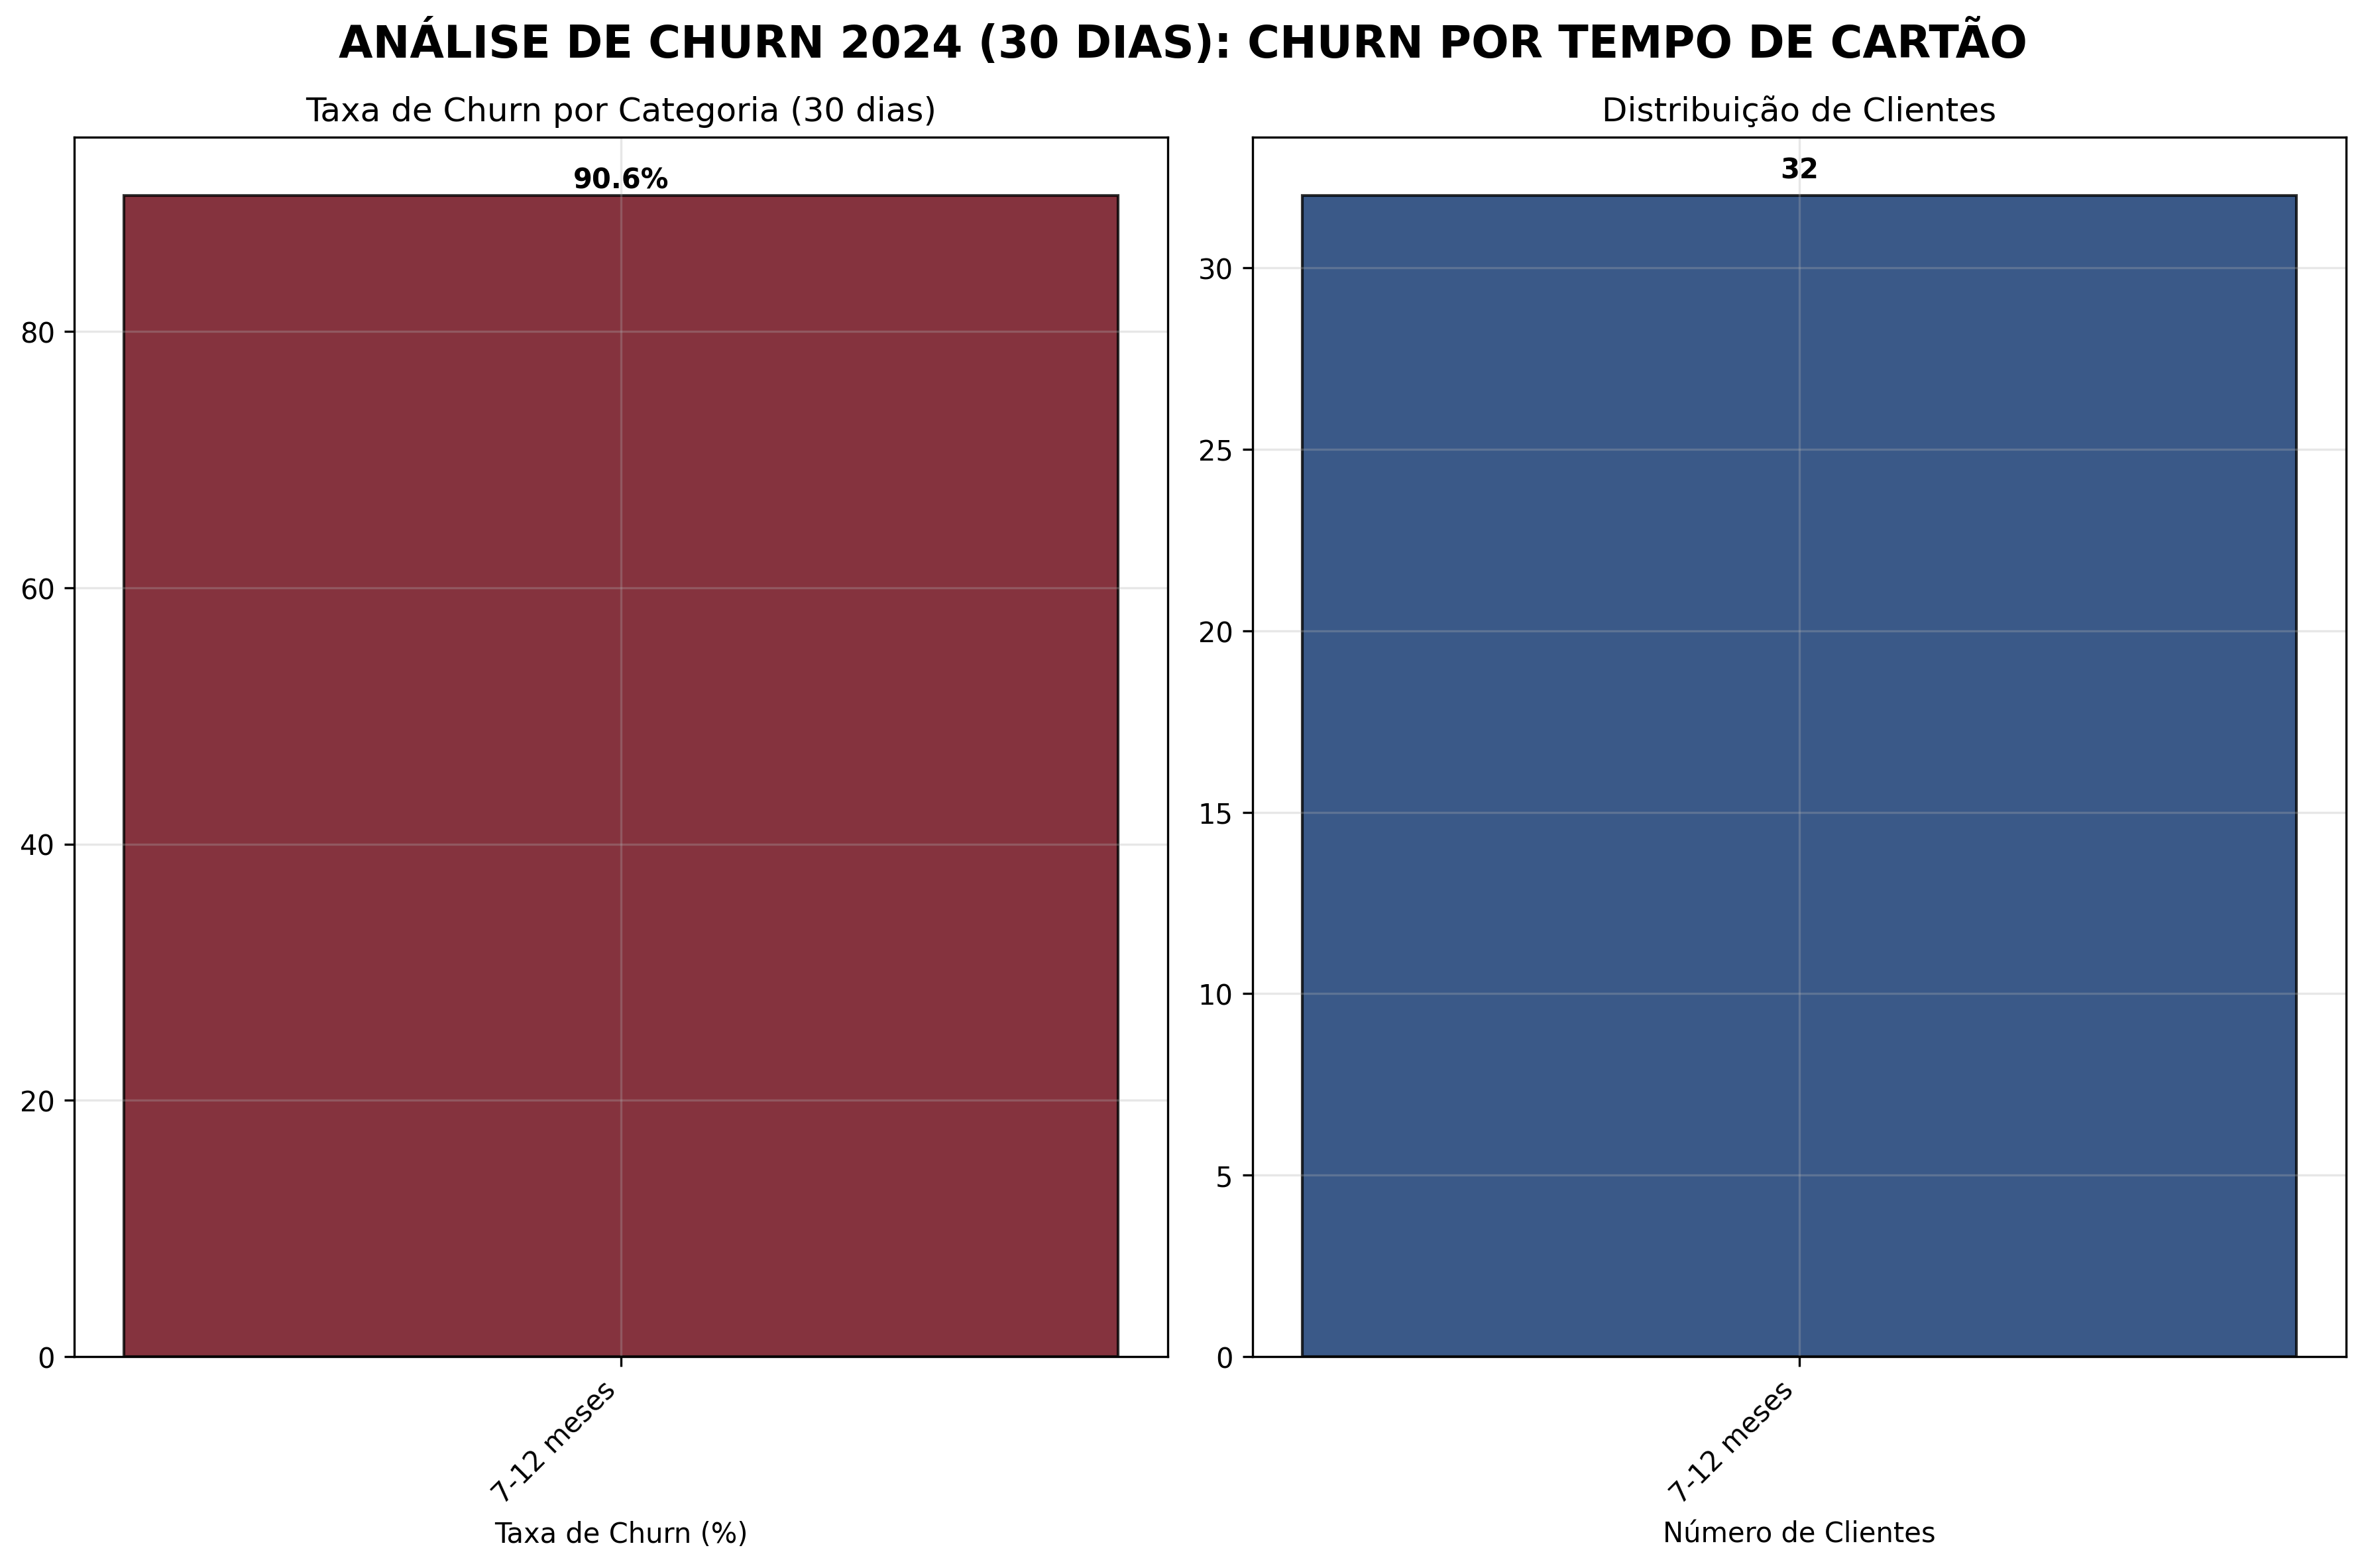 ANÁLISE DE CHURN 2024 (30 DIAS): CHURN POR TEMPO DE CARTÃO
Taxa de Churn por Categoria (30 dias)
90.6%
80
60
40
20
0
7-12 meses
Taxa de Churn (%)
Distribuição de Clientes
32
30
25
20
15
10
5
0
7-12 meses
Número de Clientes